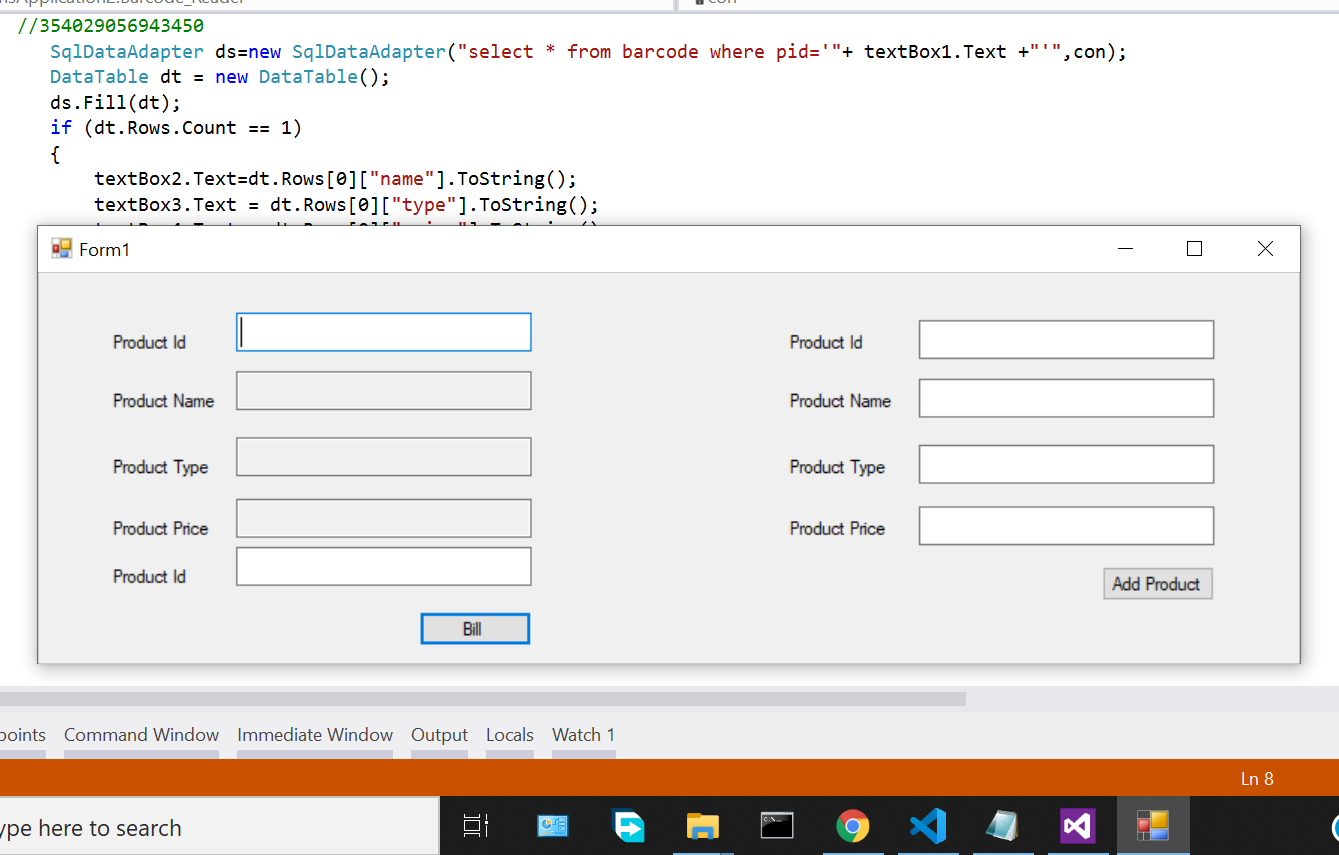 //354029056943450
SqlDataAdapter ds=new SqlDataAdapter("select * from barcode where pid='"+ textBox1.Text +"'",con);
DataTable dt = new DataTable();
ds.Fill(dt);
if (dt.Rows.Count == 1)
{
textBox2.Text=dt.Rows[0]["name"].ToString();
textBox3.Text = dt.Rows[0]["type"].ToString();
Form1
Product Id
Product Name
Product Type
Product Price
Product Id
Bill
Product Id
Product Name
Product Type
Product Price
Add Product
points Command Window Immediate Window Output Locals Watch 1
Ln 8
ype here to search